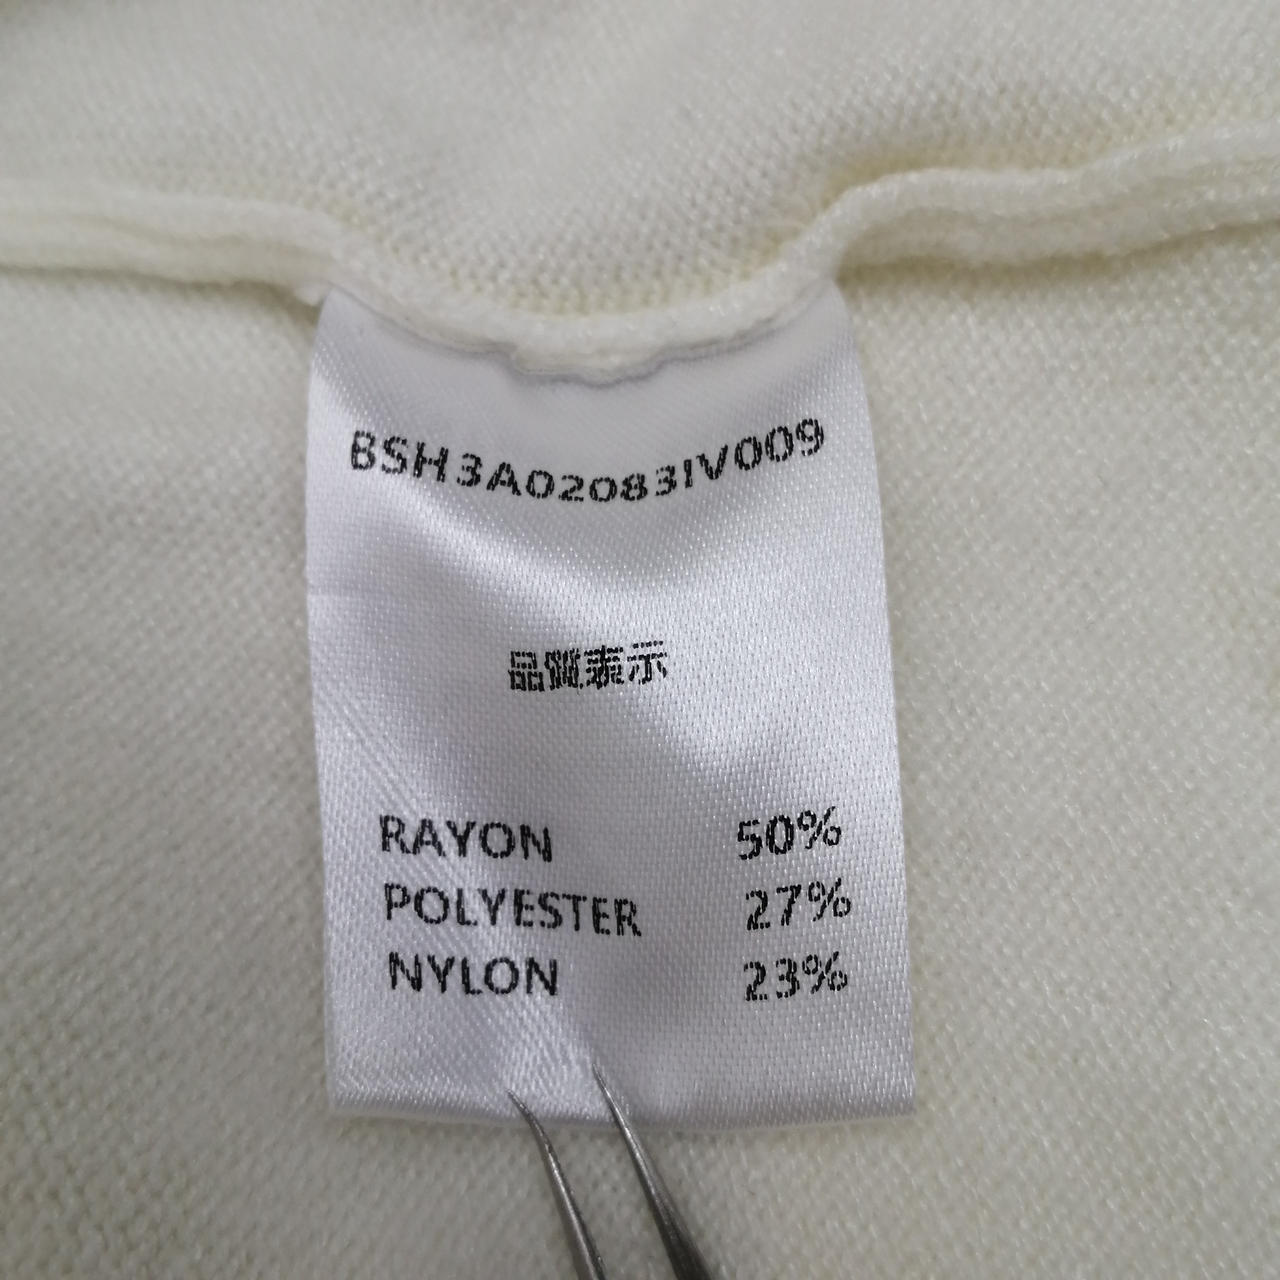 BSH3A02083IV009
品質表示
RAYON 50%
POLYESTER 27%
NYLON 23%